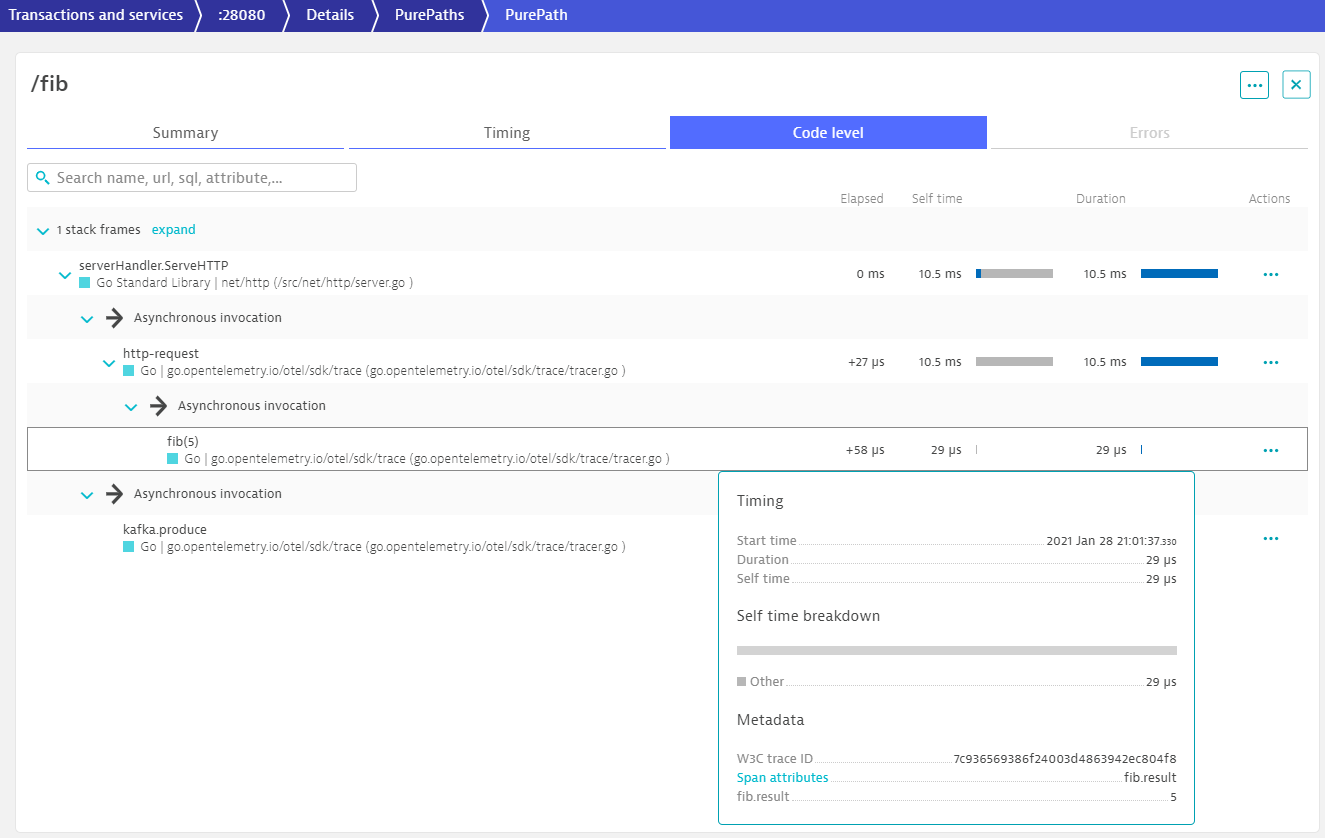 Transactions and services :28080 Details PurePaths PurePath
/fib
Summary Timing Code level Errors
Search name, url, sql, attribute,...
Elapsed Self time Duration Actions
1 stack frames expand
serverHandler.ServeHTTP
Go Standard Library | net/http (/src/net/http/server.go )
0 ms 10.5 ms 10.5 ms
Asynchronous invocation
http-request
Go | go.opentelemetry.io/otel/sdk/trace (go.opentelemetry.io/otel/sdk/trace/tracer.go )
+27 µs 10.5 ms 10.5 ms
Asynchronous invocation
fib(5)
Go | go.opentelemetry.io/otel/sdk/trace (go.opentelemetry.io/otel/sdk/trace/tracer.go )
+58 µs 29 µs 29 µs
Asynchronous invocation
kafka.produce
Go | go.opentelemetry.io/otel/sdk/trace (go.opentelemetry.io/otel/sdk/trace/tracer.go )
Timing
Start time 2021 Jan 28 21:01:37.330
Duration 29 µs
Self time 29 µs
Self time breakdown
Other 29 µs
Metadata
W3C trace ID 7c936569386f24003d4863942ec804f8
Span attributes fib.result
fib.result 5